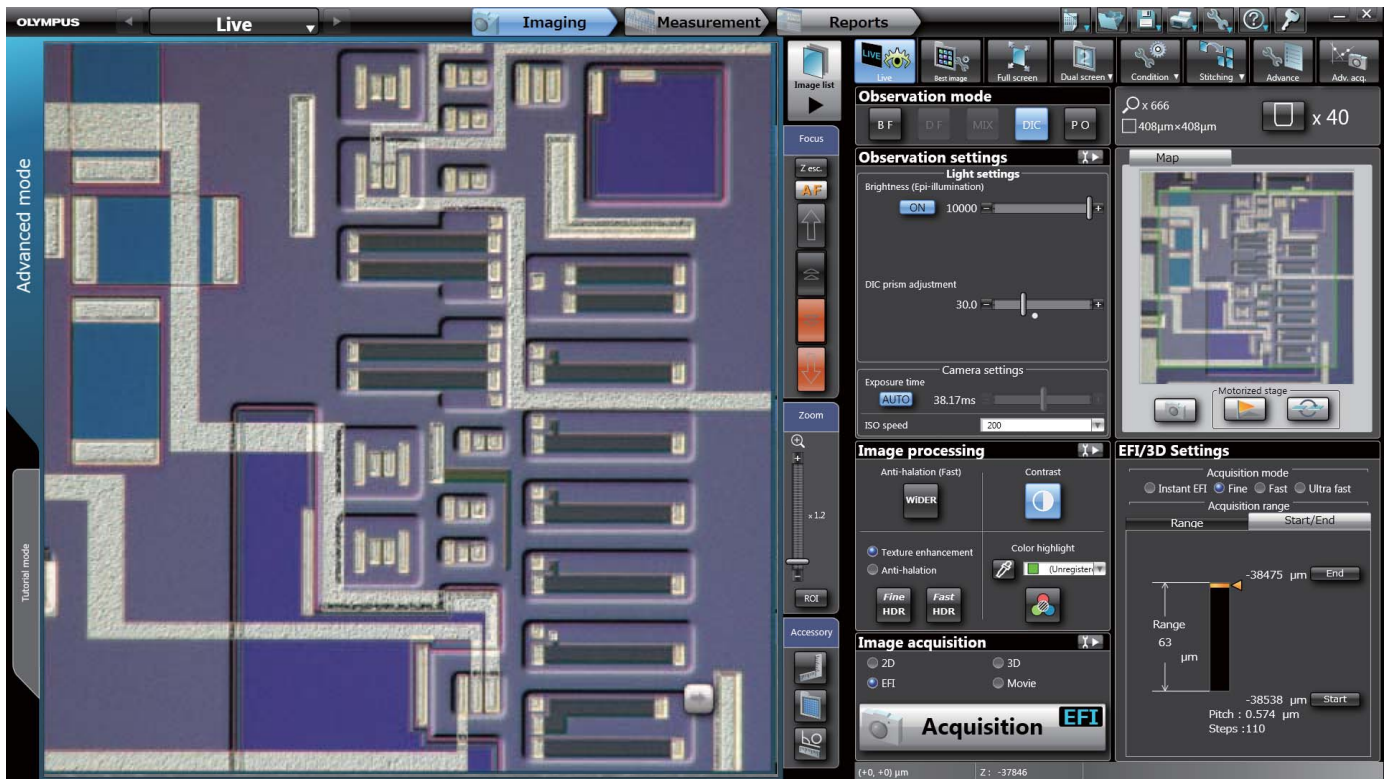 OLYMPUS
Live
Imaging
Measurement
Reports
Advanced mode
Tutorial mode
Image list
Focus
Z esc.
AF
Zoom
x 1.2
ROI
Accessory
LIVE
Live
Best image
Full screen
Dual screen
Condition
Stitching
Advance
Adv. acq.
Observation mode
BF
DF
MIX
DIC
PO
x 666
408μm×408μm
x 40
Observation settings
Light settings
Brightness (Epi-illumination)
ON
10000
DIC prism adjustment
30.0
Camera settings
Exposure time
AUTO
38.17ms
ISO speed
200
Map
Motorized stage
Image processing
Anti-halation (Fast)
Contrast
WiDER
Texture enhancement
Anti-halation
Color highlight
(Unregister
Fine
HDR
Fast
HDR
Image acquisition
2D
3D
EFI
Movie
Acquisition
EFI
EFI/3D Settings
Acquisition mode
Instant EFI
Fine
Fast
Ultra fast
Acquisition range
Range
Start/End
-38475 μm
End
Range
63
μm
-38538 μm
Start
Pitch : 0.574 μm
Steps :110
(+0, +0) μm
Z : -37846